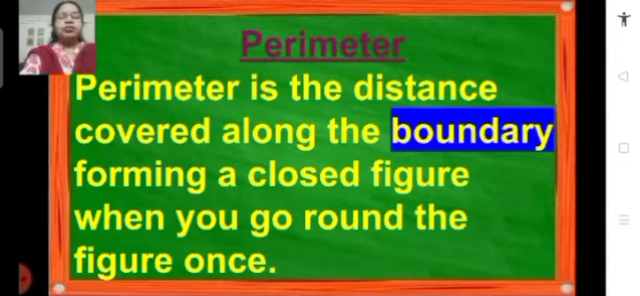 Perimeter
Perimeter is the distance
covered along the boundary
forming a closed figure
when you go round the
figure once.